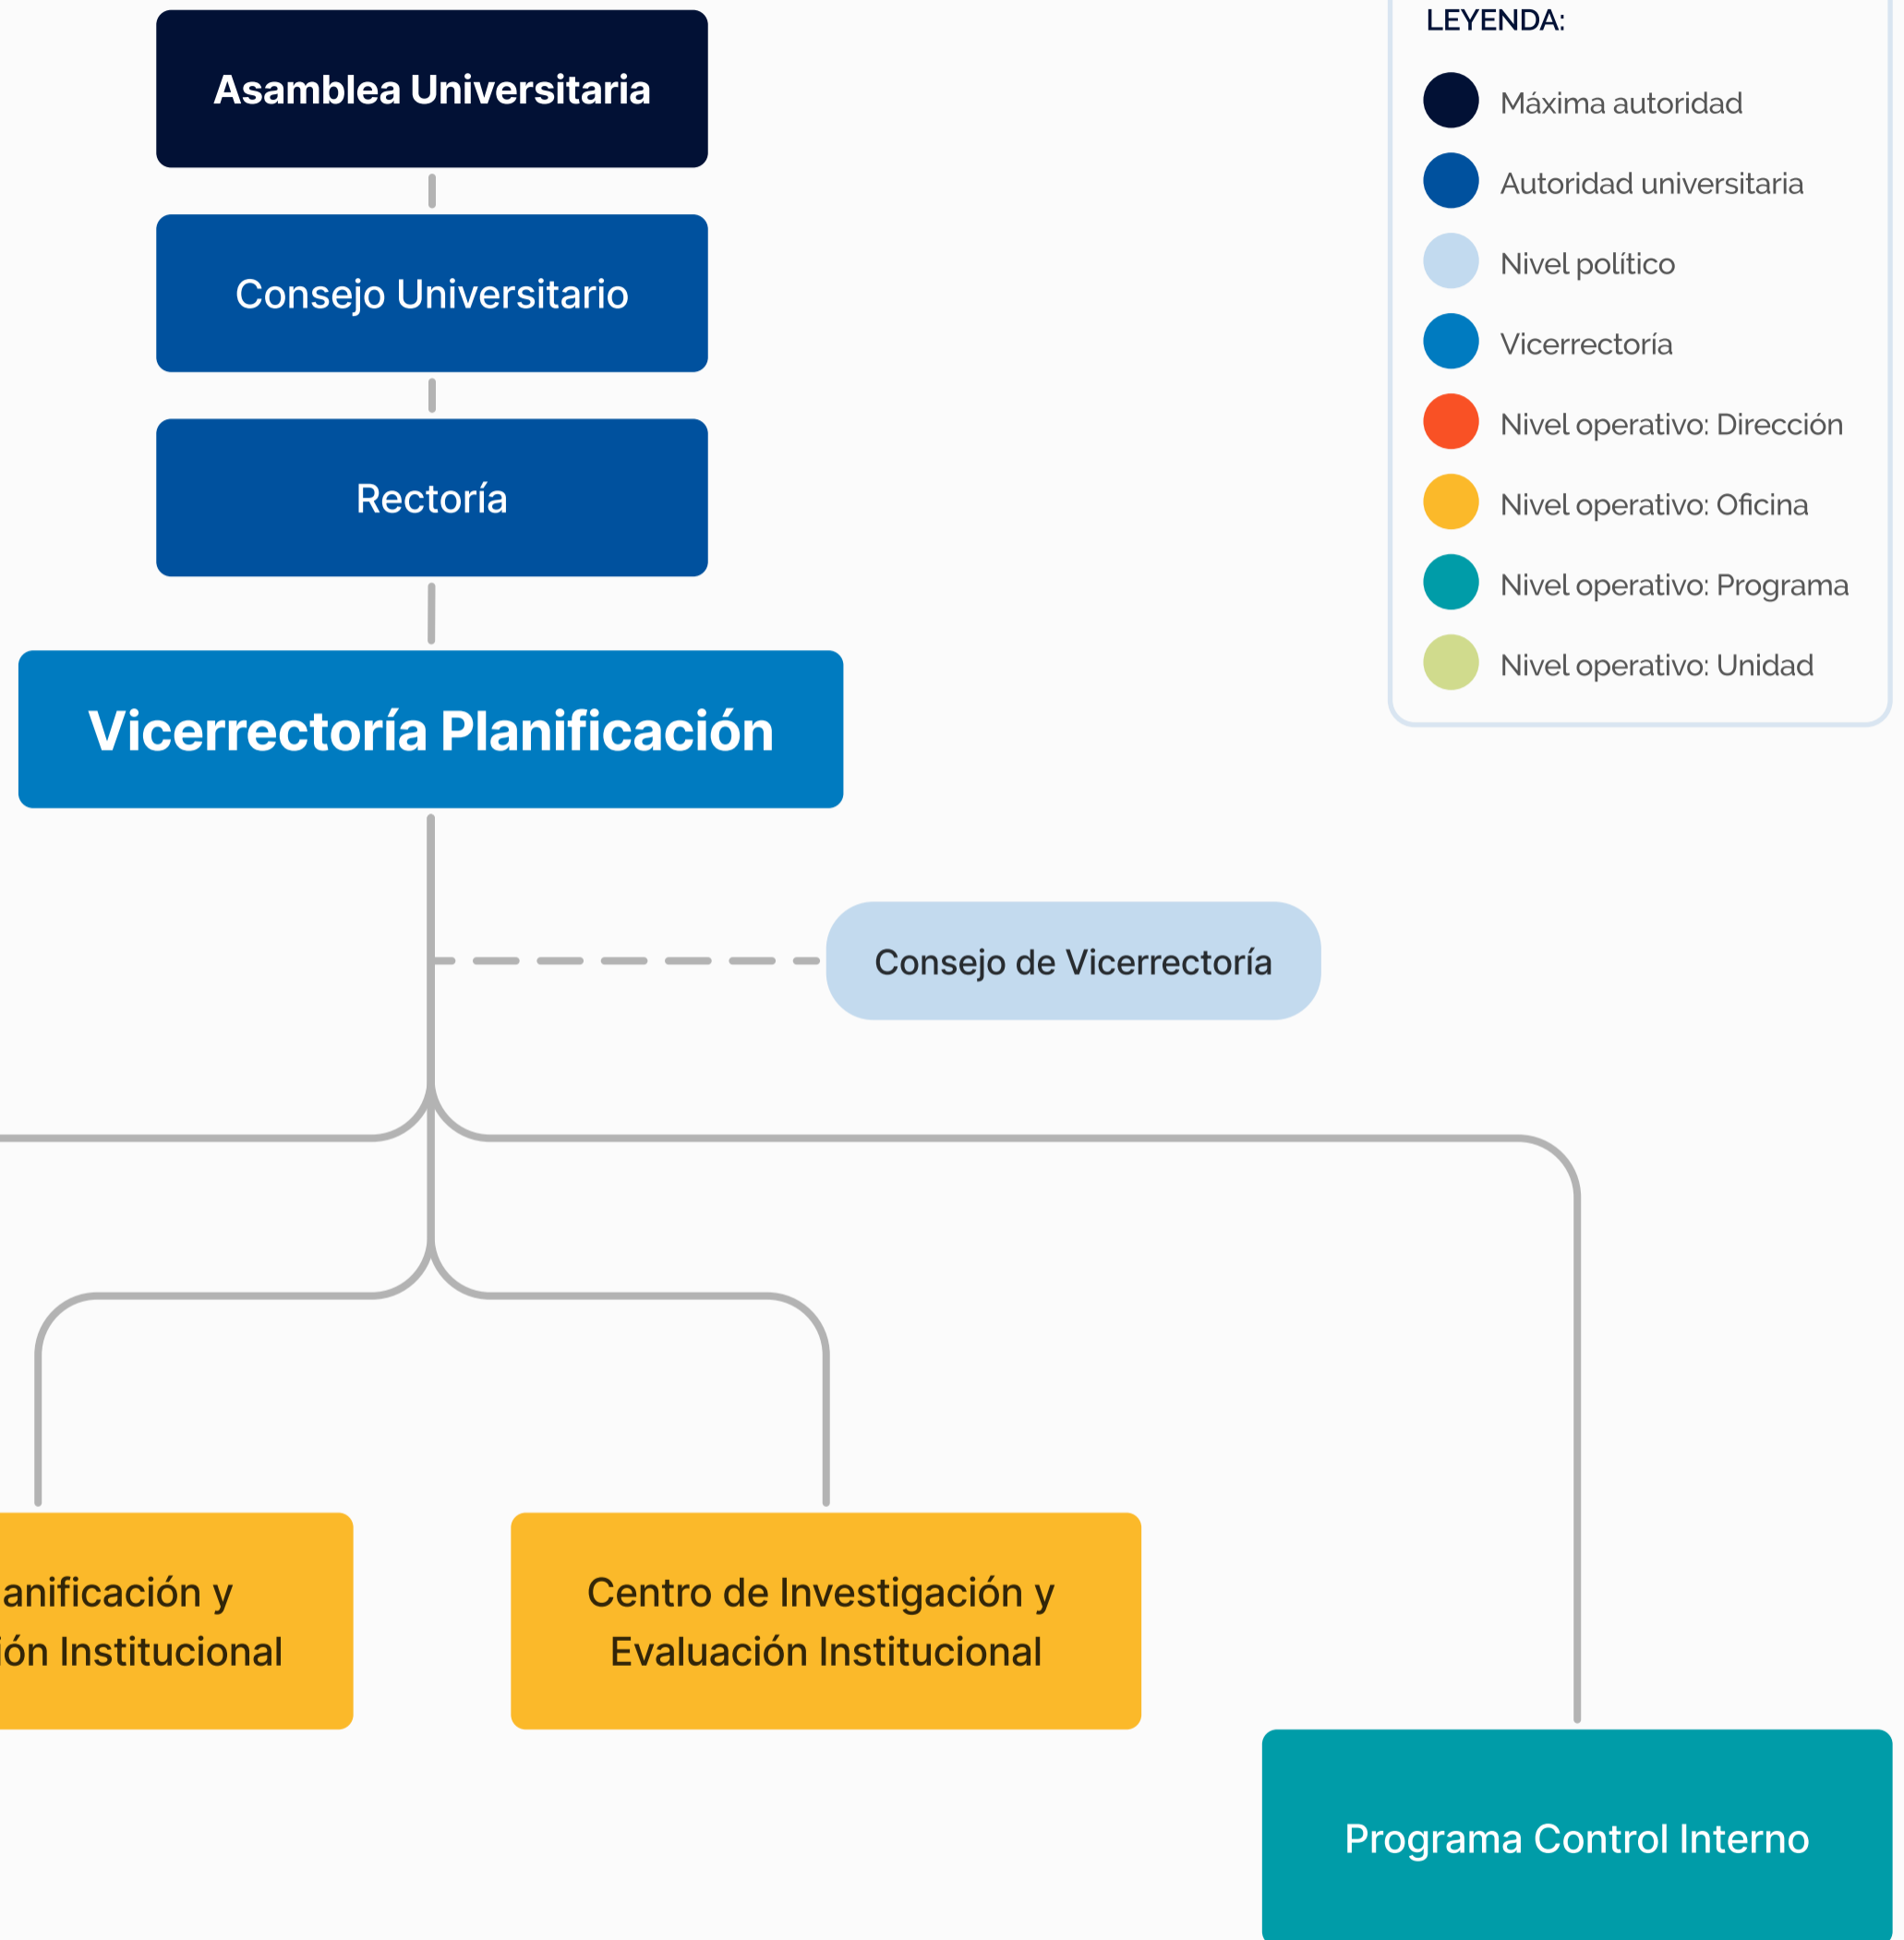 Asamblea Universitaria
Consejo Universitario
Rectoría
Vicerrectoría Planificación
Consejo de Vicerrectoría
anificación y
ión Institucional
Centro de Investigación y
Evaluación Institucional
Programa Control Interno
LEYENDA:
Máxima autoridad
Autoridad universitaria
Nivel político
Vicerrectoría
Nivel operativo: Dirección
Nivel operativo: Oficina
Nivel operativo: Programa
Nivel operativo: Unidad